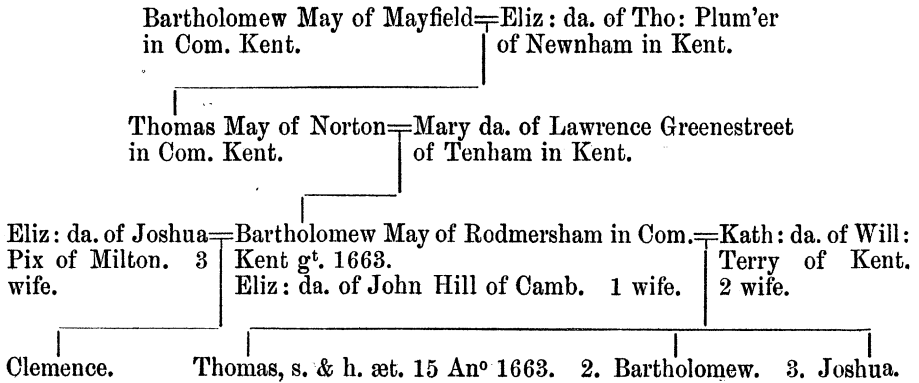 Bartholomew May of Mayfield=Eliz: da. of Tho: Plum'er
in Com. Kent.
of Newnham in Kent.
Thomas May of Norton=Mary da. of Lawrence Greenestreet
in Com. Kent.
of Tenham in Kent.
Eliz: da. of Joshua
Pix of Milton. 3
wife.
=Bartholomew May of Rodmersham in Com.=
Kent gᵗ. 1663.
Eliz: da. of John Hill of Camb. 1 wife.
Kath: da. of Will:
Terry of Kent.
2 wife.
Clemence.
Thomas, s. & h. æt. 15 Anᵒ 1663. 2. Bartholomew. 3. Joshua.